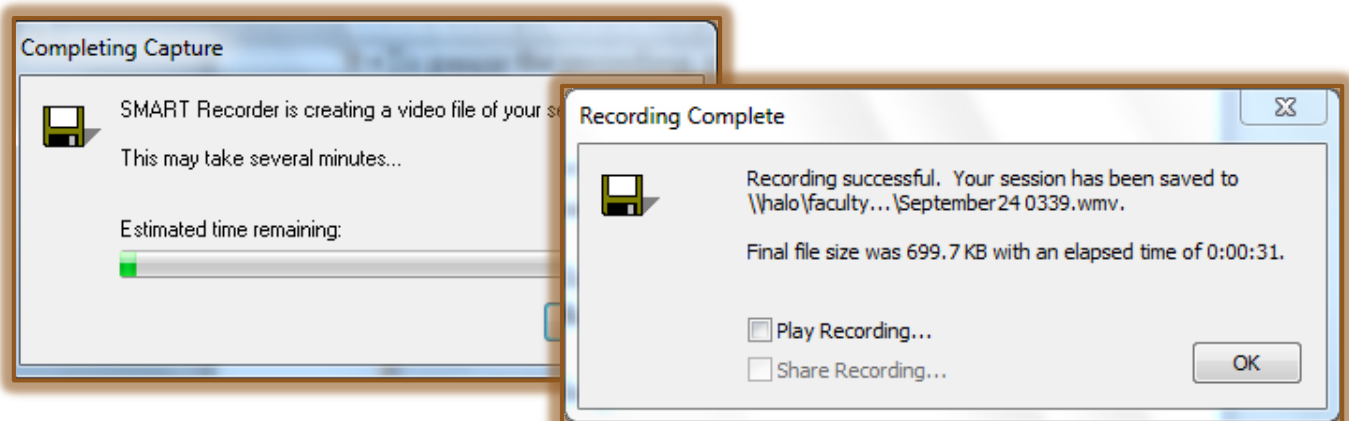 Completing Capture
SMART Recorder is creating a video file of your
This may take several minutes...
Estimated time remaining:
Recording Complete
Recording successful. Your session has been saved to
\\halo\faculty...\September24 0339.wmv.
Final file size was 699.7 KB with an elapsed time of 0:00:31.
Play Recording...
Share Recording...
OK